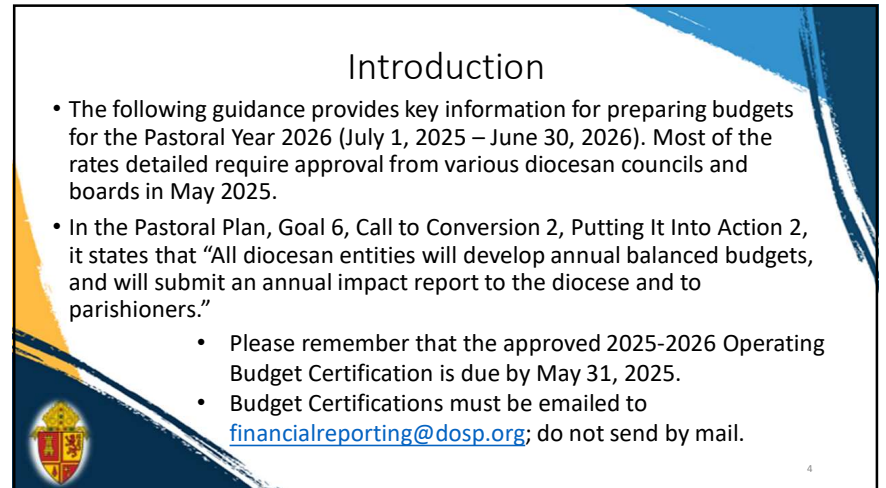 Introduction
• The following guidance provides key information for preparing budgets
for the Pastoral Year 2026 (July 1, 2025 – June 30, 2026). Most of the
rates detailed require approval from various diocesan councils and
boards in May 2025.
• In the Pastoral Plan, Goal 6, Call to Conversion 2, Putting It Into Action 2,
it states that “All diocesan entities will develop annual balanced budgets,
and will submit an annual impact report to the diocese and to
parishioners.”
• Please remember that the approved 2025-2026 Operating
Budget Certification is due by May 31, 2025.
• Budget Certifications must be emailed to
financialreporting@dosp.org; do not send by mail.
4